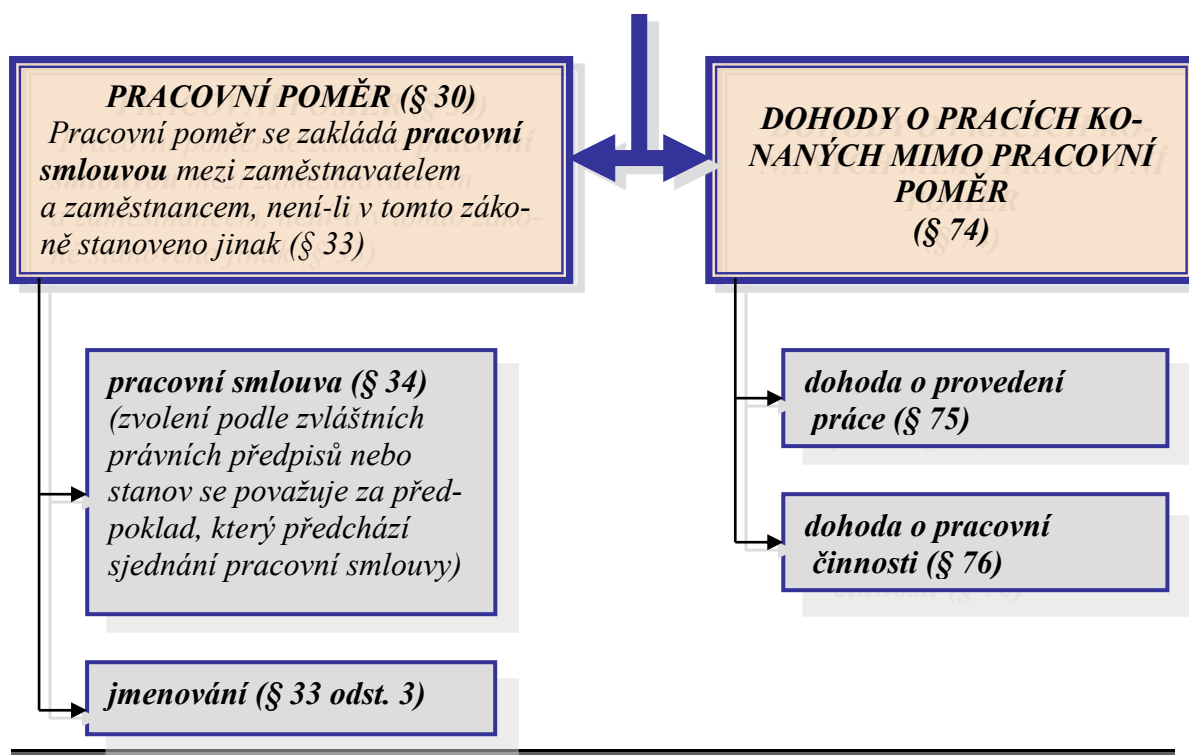 PRACOVNÍ POMĚR (§ 30)
Pracovní poměr se zakládá pracovní
smlouvou mezi zaměstnavatelem
a zaměstnancem, není-li v tomto záko-
ně stanoveno jinak (§ 33)
DOHODY O PRACÍCH KO-
NANÝCH MIMO PRACOVNÍ
POMĚR
(§ 74)
pracovní smlouva (§ 34)
(zvolení podle zvláštních
právních předpisů nebo
stanov se považuje za před-
poklad, který předchází
sjednání pracovní smlouvy)
jmenování (§ 33 odst. 3)
dohoda o provedení
práce (§ 75)
dohoda o pracovní
činnosti (§ 76)